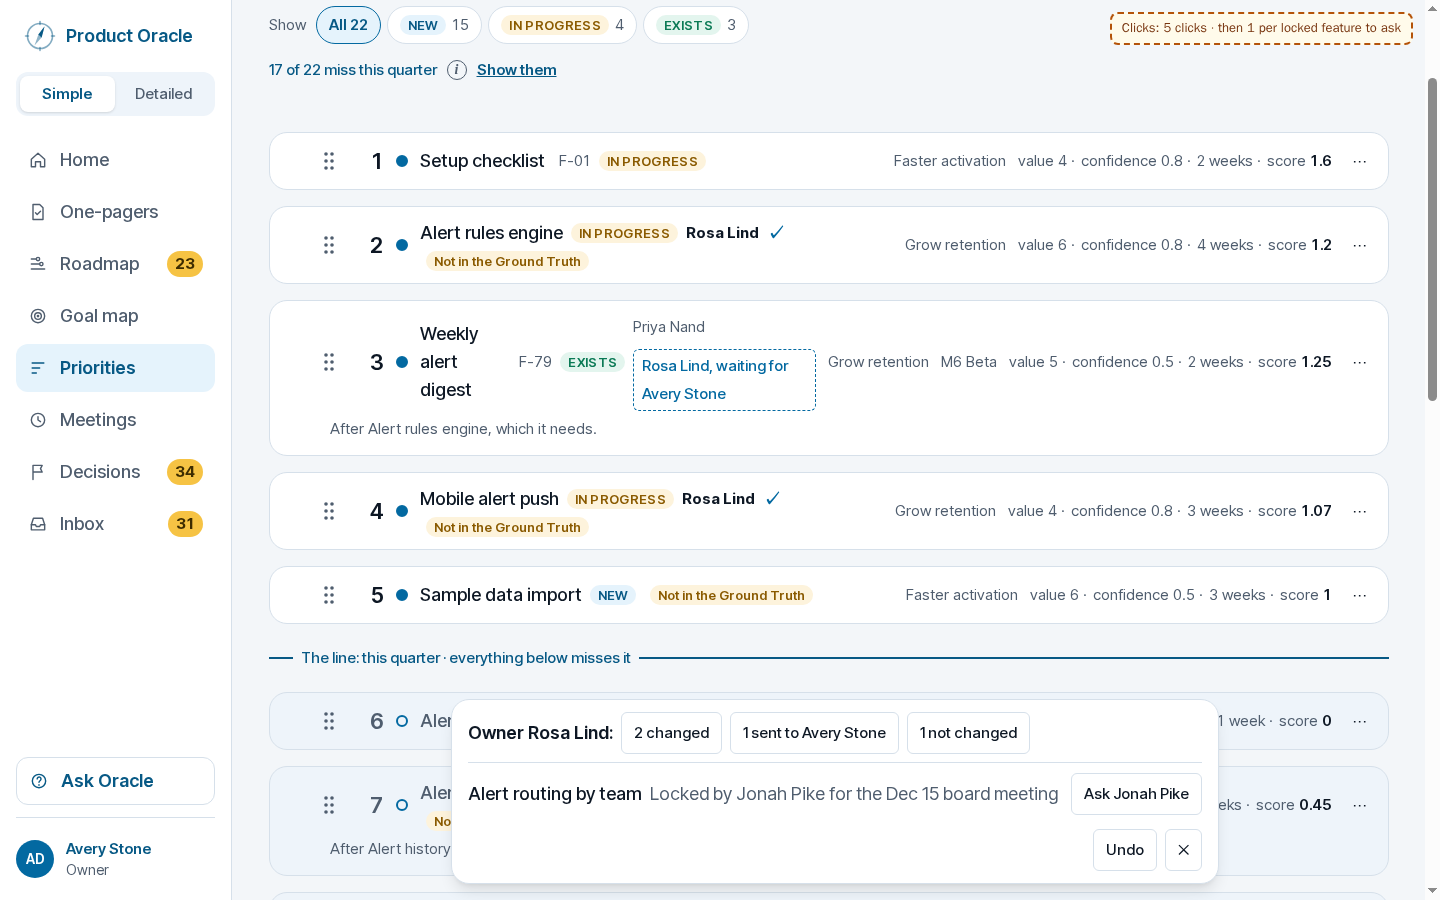 Product Oracle
Simple
Detailed
Home
One-pagers
Roadmap 23
Goal map
Priorities
Meetings
Decisions 34
Inbox 31
Ask Oracle
AD
Avery Stone
Owner
Show All 22 NEW 15 IN PROGRESS 4 EXISTS 3
Clicks: 5 clicks · then 1 per locked feature to ask
17 of 22 miss this quarter i Show them
1 Setup checklist F-01 IN PROGRESS Faster activation value 4 · confidence 0.8 · 2 weeks · score 1.6 ...
2 Alert rules engine IN PROGRESS Rosa Lind ✓ Grow retention value 6 · confidence 0.8 · 4 weeks · score 1.2 ...
Not in the Ground Truth
3 Weekly alert digest F-79 EXISTS
Priya Nand
Rosa Lind, waiting for
Avery Stone
Grow retention M6 Beta value 5 · confidence 0.5 · 2 weeks · score 1.25 ...
After Alert rules engine, which it needs.
4 Mobile alert push IN PROGRESS Rosa Lind ✓ Grow retention value 4 · confidence 0.8 · 3 weeks · score 1.07 ...
Not in the Ground Truth
5 Sample data import NEW Not in the Ground Truth Faster activation value 6 · confidence 0.5 · 3 weeks · score 1 ...
The line: this quarter · everything below misses it
6 Aler 1 week · score 0 ...
7 Aler eks · score 0.45 ...
No
After Alert history
Owner Rosa Lind: 2 changed 1 sent to Avery Stone 1 not changed
Alert routing by team Locked by Jonah Pike for the Dec 15 board meeting Ask Jonah Pike
Undo ×